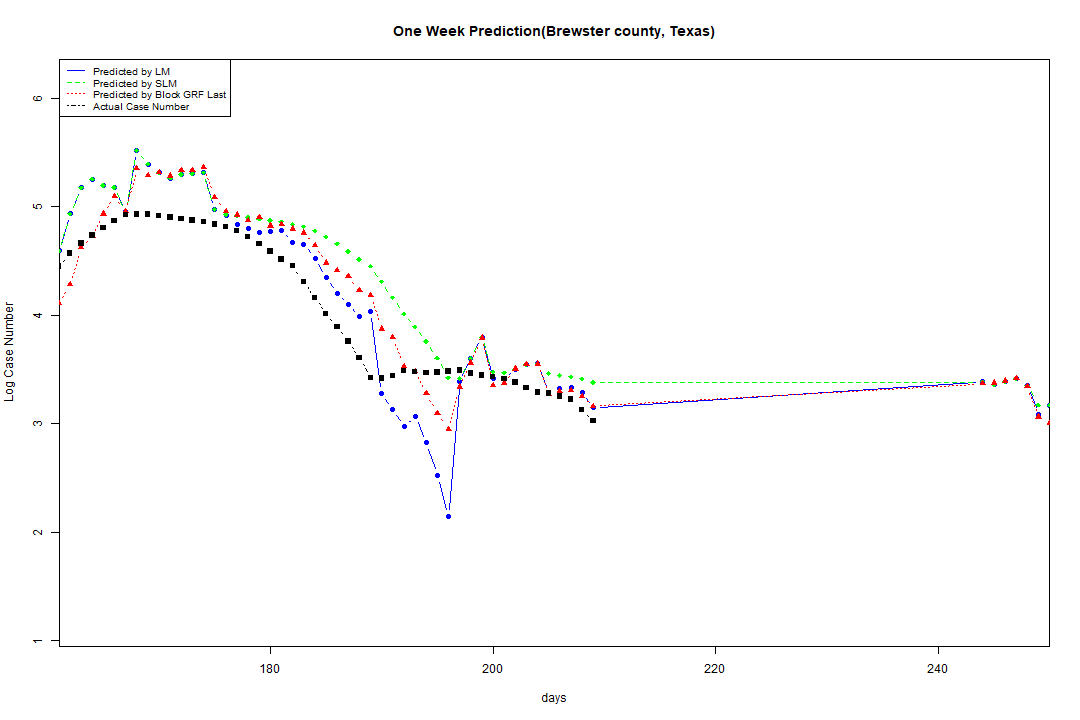 One Week Prediction(Brewster county, Texas)
Predicted by LM
Predicted by SLM
Predicted by Block GRF Last
Actual Case Number
6
5
4
3
2
1
Log Case Number
180 200 220 240
days